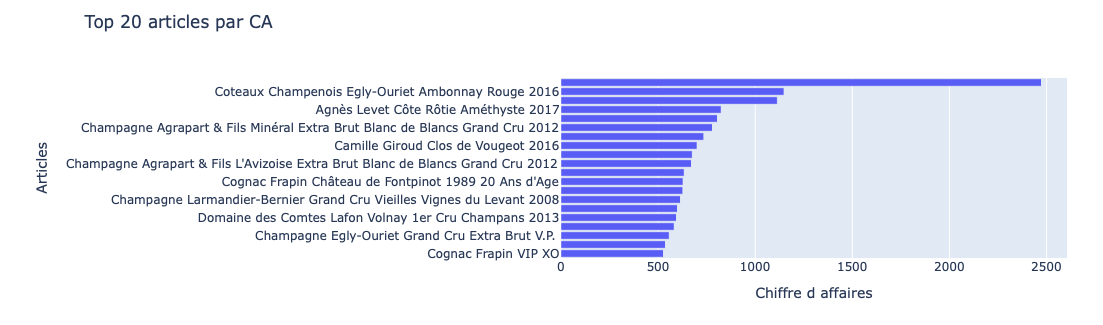 Top 20 articles par CA
Coteaux Champenois Egly-Ouriet Ambonnay Rouge 2016
Agnès Levet Côte Rôtie Améthyste 2017
Champagne Agrapart & Fils Minéral Extra Brut Blanc de Blancs Grand Cru 2012
Camille Giroud Clos de Vougeot 2016
Champagne Agrapart & Fils L'Avizoise Extra Brut Blanc de Blancs Grand Cru 2012
Cognac Frapin Château de Fontpinot 1989 20 Ans d'Age
Champagne Larmandier-Bernier Grand Cru Vieilles Vignes du Levant 2008
Domaine des Comtes Lafon Volnay 1er Cru Champans 2013
Champagne Egly-Ouriet Grand Cru Extra Brut V.P.
Cognac Frapin VIP XO
Articles
0 500 1000 1500 2000 2500
Chiffre d affaires